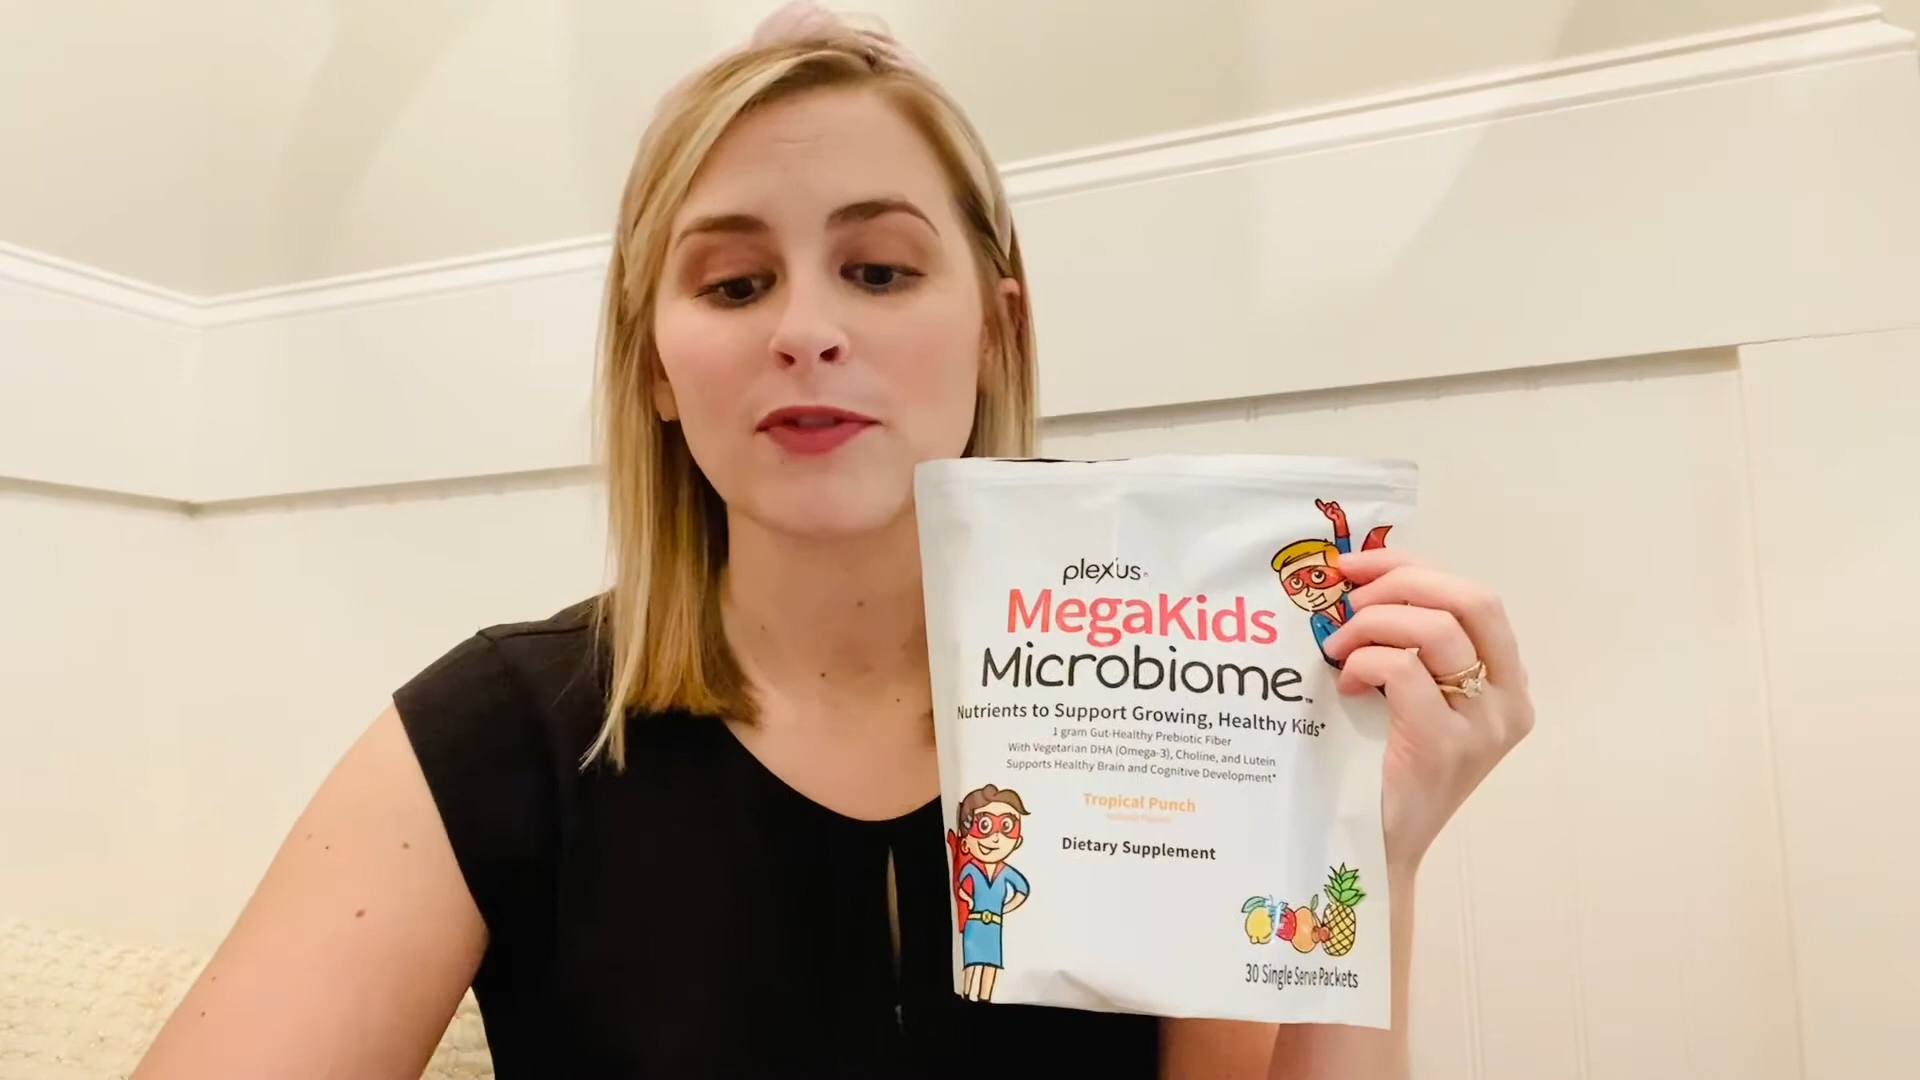 plexus
MegaKids
Microbiome™
Nutrients to Support Growing, Healthy Kids*
1 gram Gut-Healthy Prebiotic Fiber
With Vegetarian DHA (Omega-3), Choline, and Lutein
Supports Healthy Brain and Cognitive Development*
Tropical Punch
Dietary Supplement
30 Single Serve Packets